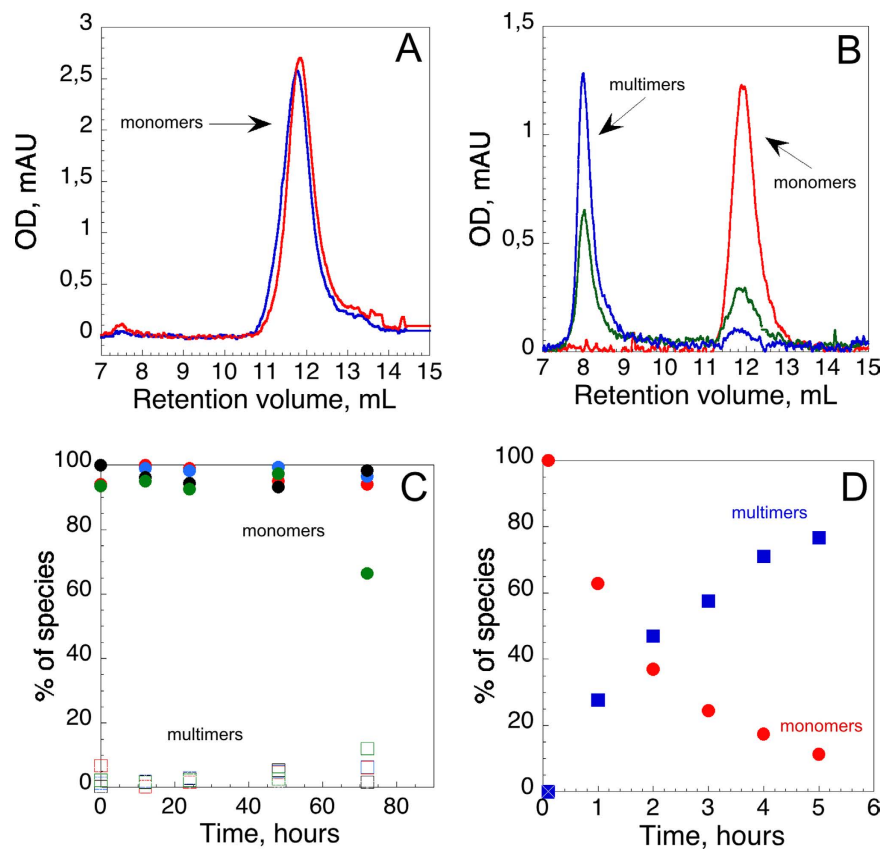 A
monomers
OD, mAU
3
2,5
2
1,5
1
0,5
0
7 8 9 10 11 12 13 14 15
Retention volume, mL
B
multimers
monomers
OD, mAU
1,5
1
0,5
0
7 8 9 10 11 12 13 14 15
Retention volume, mL
C
monomers
multimers
% of species
100
80
60
40
20
0
0 20 40 60 80
Time, hours
D
multimers
monomers
% of species
100
80
60
40
20
0
0 1 2 3 4 5 6
Time, hours